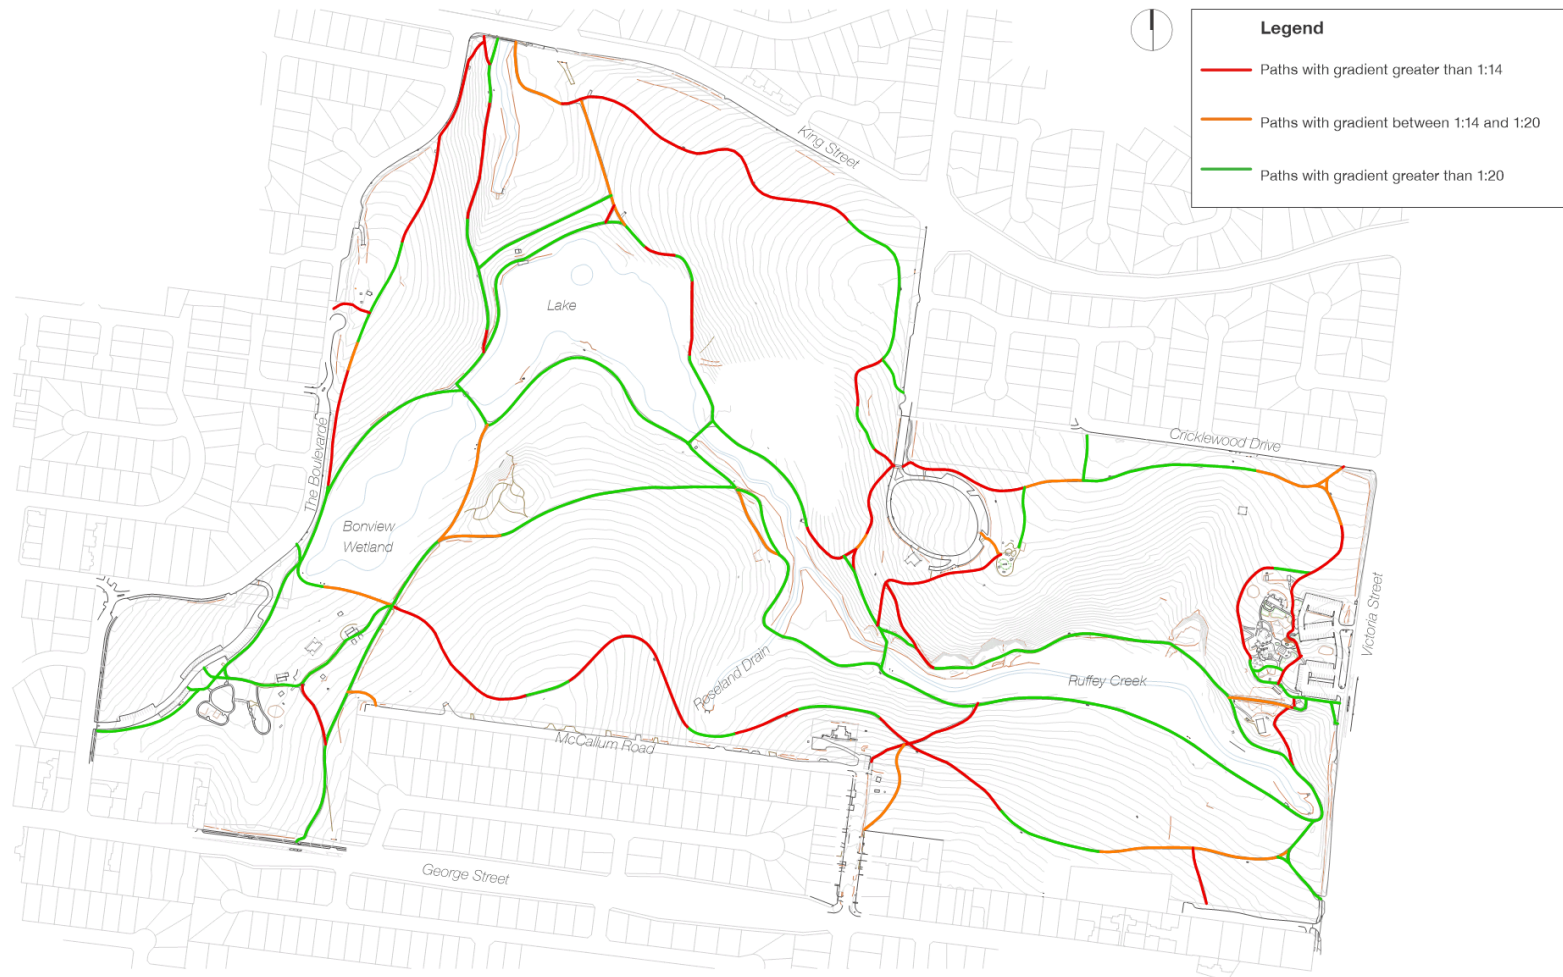 Legend
Paths with gradient greater than 1:14
Paths with gradient between 1:14 and 1:20
Paths with gradient greater than 1:20
King Street
Lake
The Boulevarde
Cricklewood Drive
Bonview
Wetland
Victoria Street
Roseland Drain
Ruffey Creek
McCallum Road
George Street